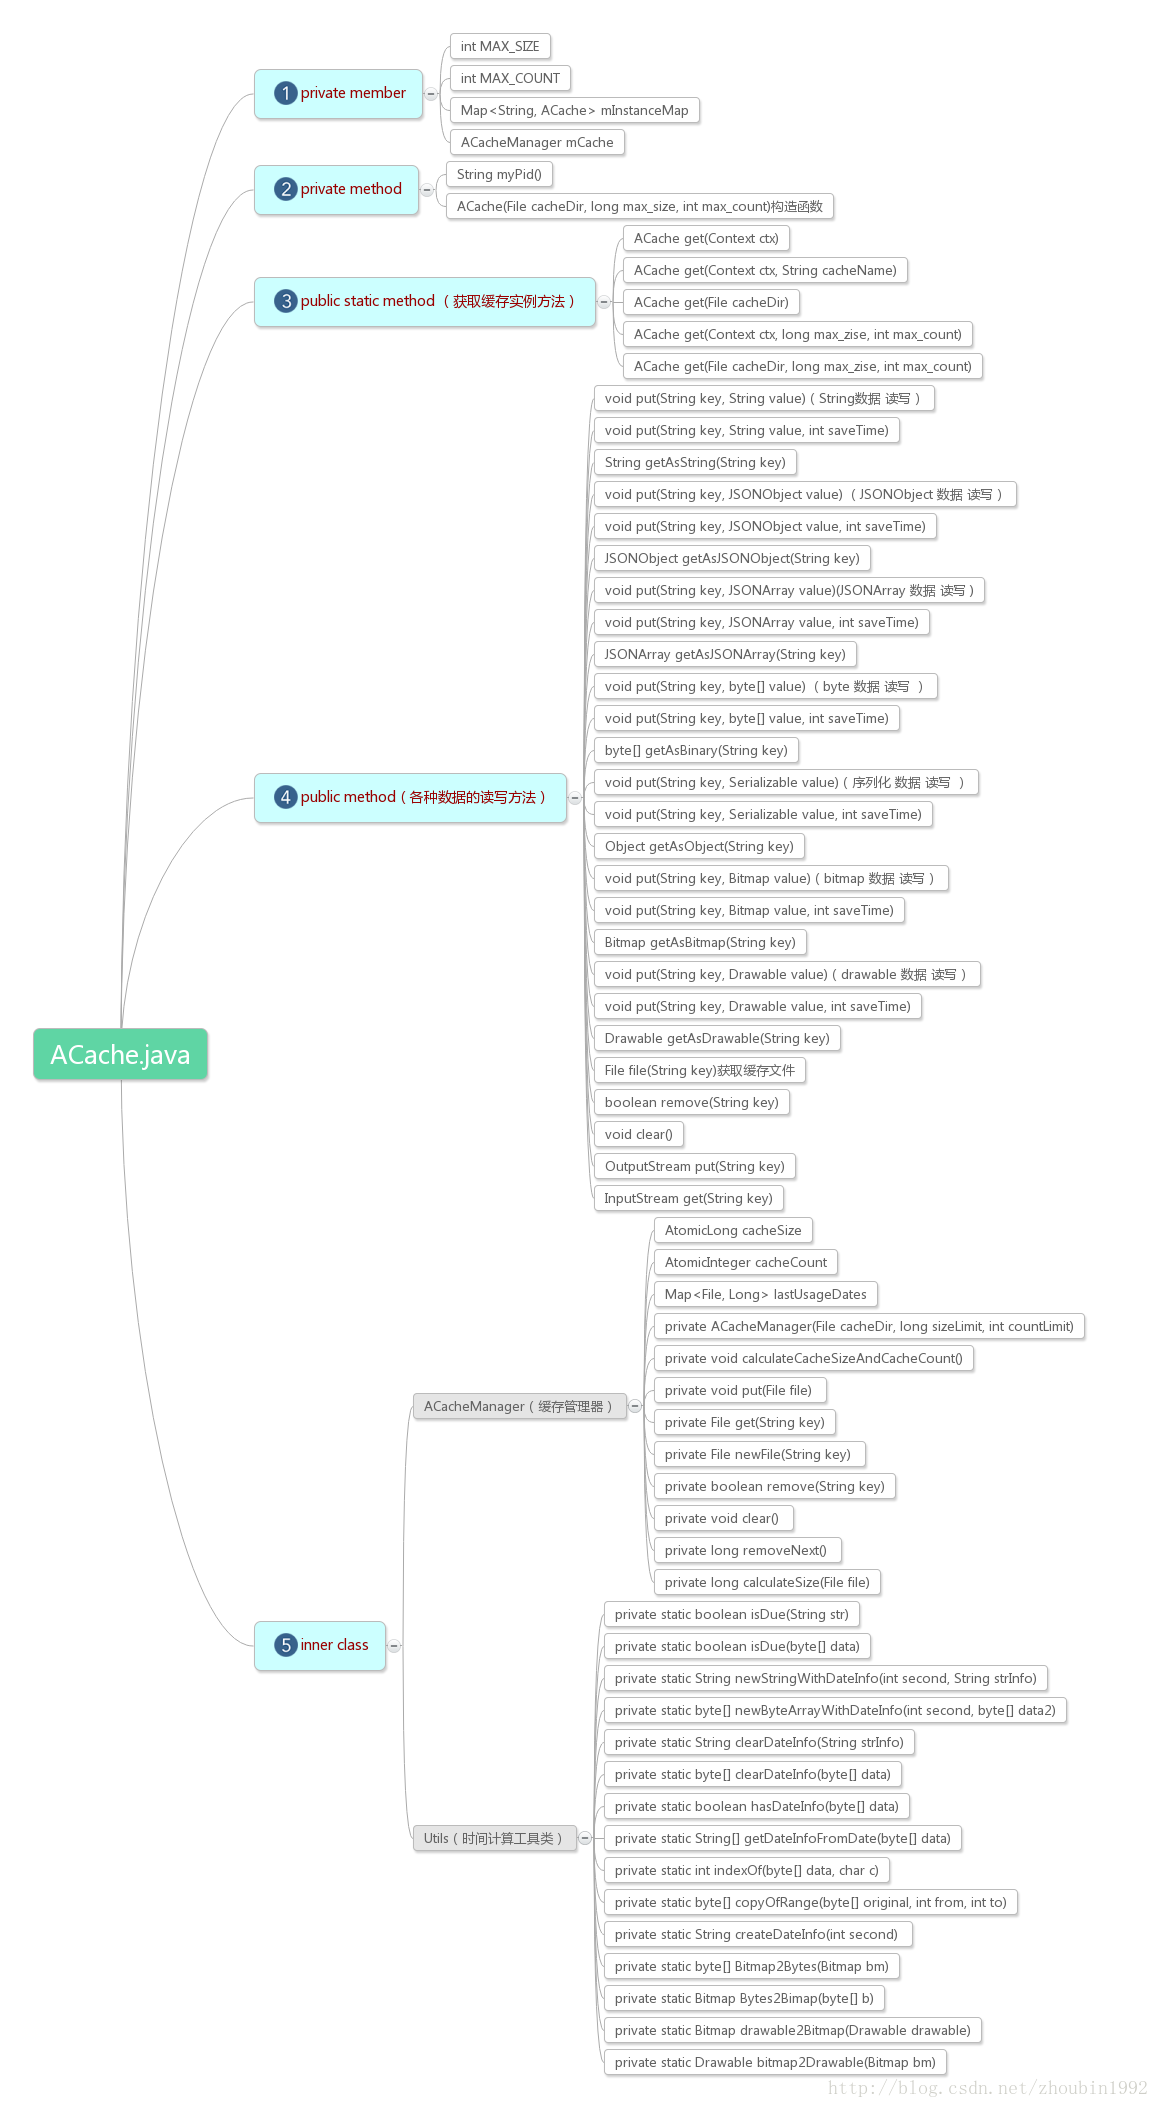 int MAX_SIZE
int MAX_COUNT
1 private member
Map<String, ACache> mInstanceMap
ACacheManager mCache
String myPid()
2 private method
ACache(File cacheDir, long max_size, int max_count)构造函数
ACache get(Context ctx)
ACache get(Context ctx, String cacheName)
3 public static method（获取缓存实例方法）
ACache get(File cacheDir)
ACache get(Context ctx, long max_zise, int max_count)
ACache get(File cacheDir, long max_zise, int max_count)
void put(String key, String value)（String数据 读写）
void put(String key, String value, int saveTime)
String getAsString(String key)
void put(String key, JSONObject value)（JSONObject 数据 读写）
void put(String key, JSONObject value, int saveTime)
JSONObject getAsJSONObject(String key)
void put(String key, JSONArray value)(JSONArray 数据 读写)
void put(String key, JSONArray value, int saveTime)
JSONArray getAsJSONArray(String key)
void put(String key, byte[] value)（byte 数据 读写 ）
void put(String key, byte[] value, int saveTime)
byte[] getAsBinary(String key)
void put(String key, Serializable value)（序列化 数据 读写 ）
4 public method（各种数据的读写方法）
void put(String key, Serializable value, int saveTime)
Object getAsObject(String key)
void put(String key, Bitmap value)（bitmap 数据 读写）
void put(String key, Bitmap value, int saveTime)
Bitmap getAsBitmap(String key)
void put(String key, Drawable value)（drawable 数据 读写）
void put(String key, Drawable value, int saveTime)
Drawable getAsDrawable(String key)
ACache.java
File file(String key)获取缓存文件
boolean remove(String key)
void clear()
OutputStream put(String key)
InputStream get(String key)
AtomicLong cacheSize
AtomicInteger cacheCount
Map<File, Long> lastUsageDates
private ACacheManager(File cacheDir, long sizeLimit, int countLimit)
private void calculateCacheSizeAndCacheCount()
private void put(File file)
ACacheManager（缓存管理器）
private File get(String key)
private File newFile(String key)
private boolean remove(String key)
private void clear()
private long removeNext()
private long calculateSize(File file)
private static boolean isDue(String str)
5 inner class
private static boolean isDue(byte[] data)
private static String newStringWithDateInfo(int second, String strInfo)
private static byte[] newByteArrayWithDateInfo(int second, byte[] data2)
private static String clearDateInfo(String strInfo)
private static byte[] clearDateInfo(byte[] data)
private static boolean hasDateInfo(byte[] data)
Utils（时间计算工具类）
private static String[] getDateInfoFromDate(byte[] data)
private static int indexOf(byte[] data, char c)
private static byte[] copyOfRange(byte[] original, int from, int to)
private static String createDateInfo(int second)
private static byte[] Bitmap2Bytes(Bitmap bm)
private static Bitmap Bytes2Bimap(byte[] b)
private static Bitmap drawable2Bitmap(Drawable drawable)
private static Drawable bitmap2Drawable(Bitmap bm)
http://blog.csdn.net/zhoubin1992